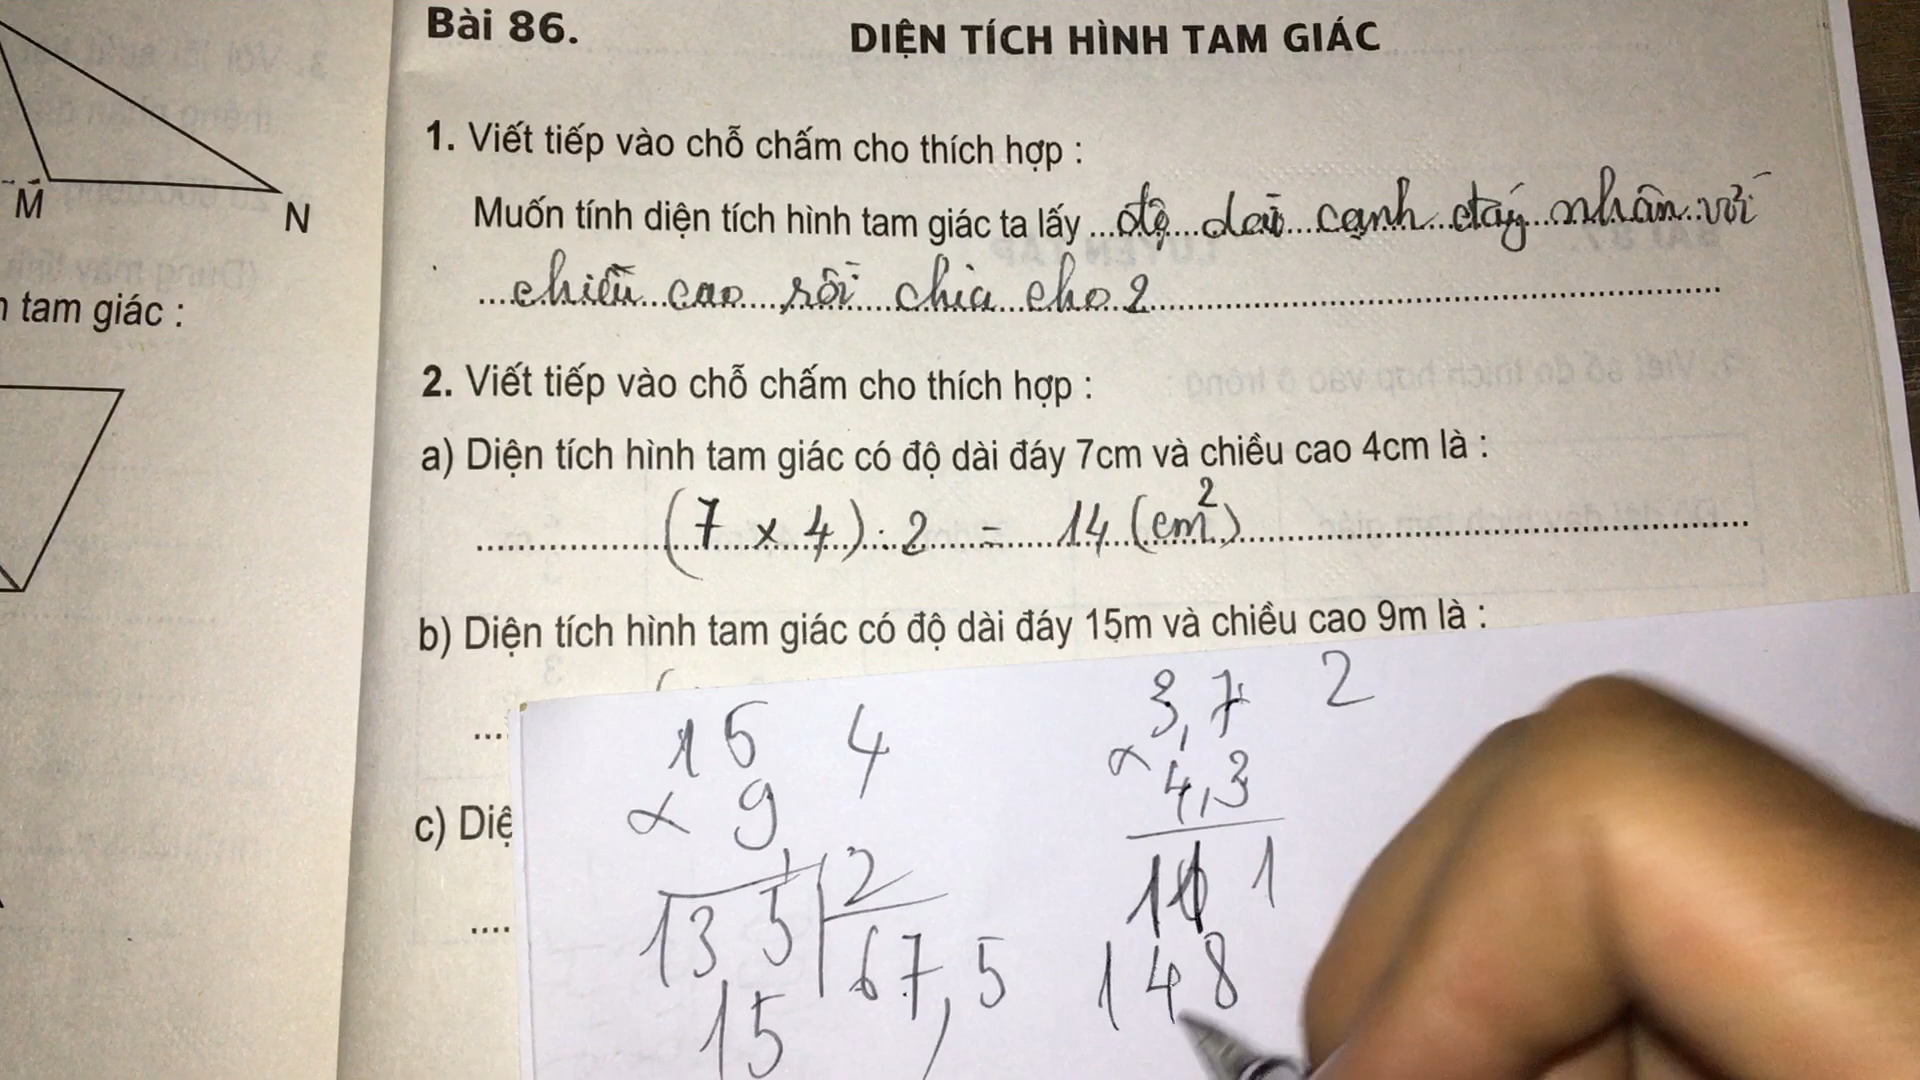 Bài 86.
DIỆN TÍCH HÌNH TAM GIÁC
M
N
tam giác :
1. Viết tiếp vào chỗ chấm cho thích hợp :
Muốn tính diện tích hình tam giác ta lấy ...độ dài cạnh đáy nhân với
...chiều cao rồi chia cho 2...
2. Viết tiếp vào chỗ chấm cho thích hợp :
a) Diện tích hình tam giác có độ dài đáy 7cm và chiều cao 4cm là :
(7 x 4) : 2 = 14 (cm²)
b) Diện tích hình tam giác có độ dài đáy 15m và chiều cao 9m là :
c) Diệ
15 4
x 9
135 2
67,5
15
3,7 2
x 4,3
1
148